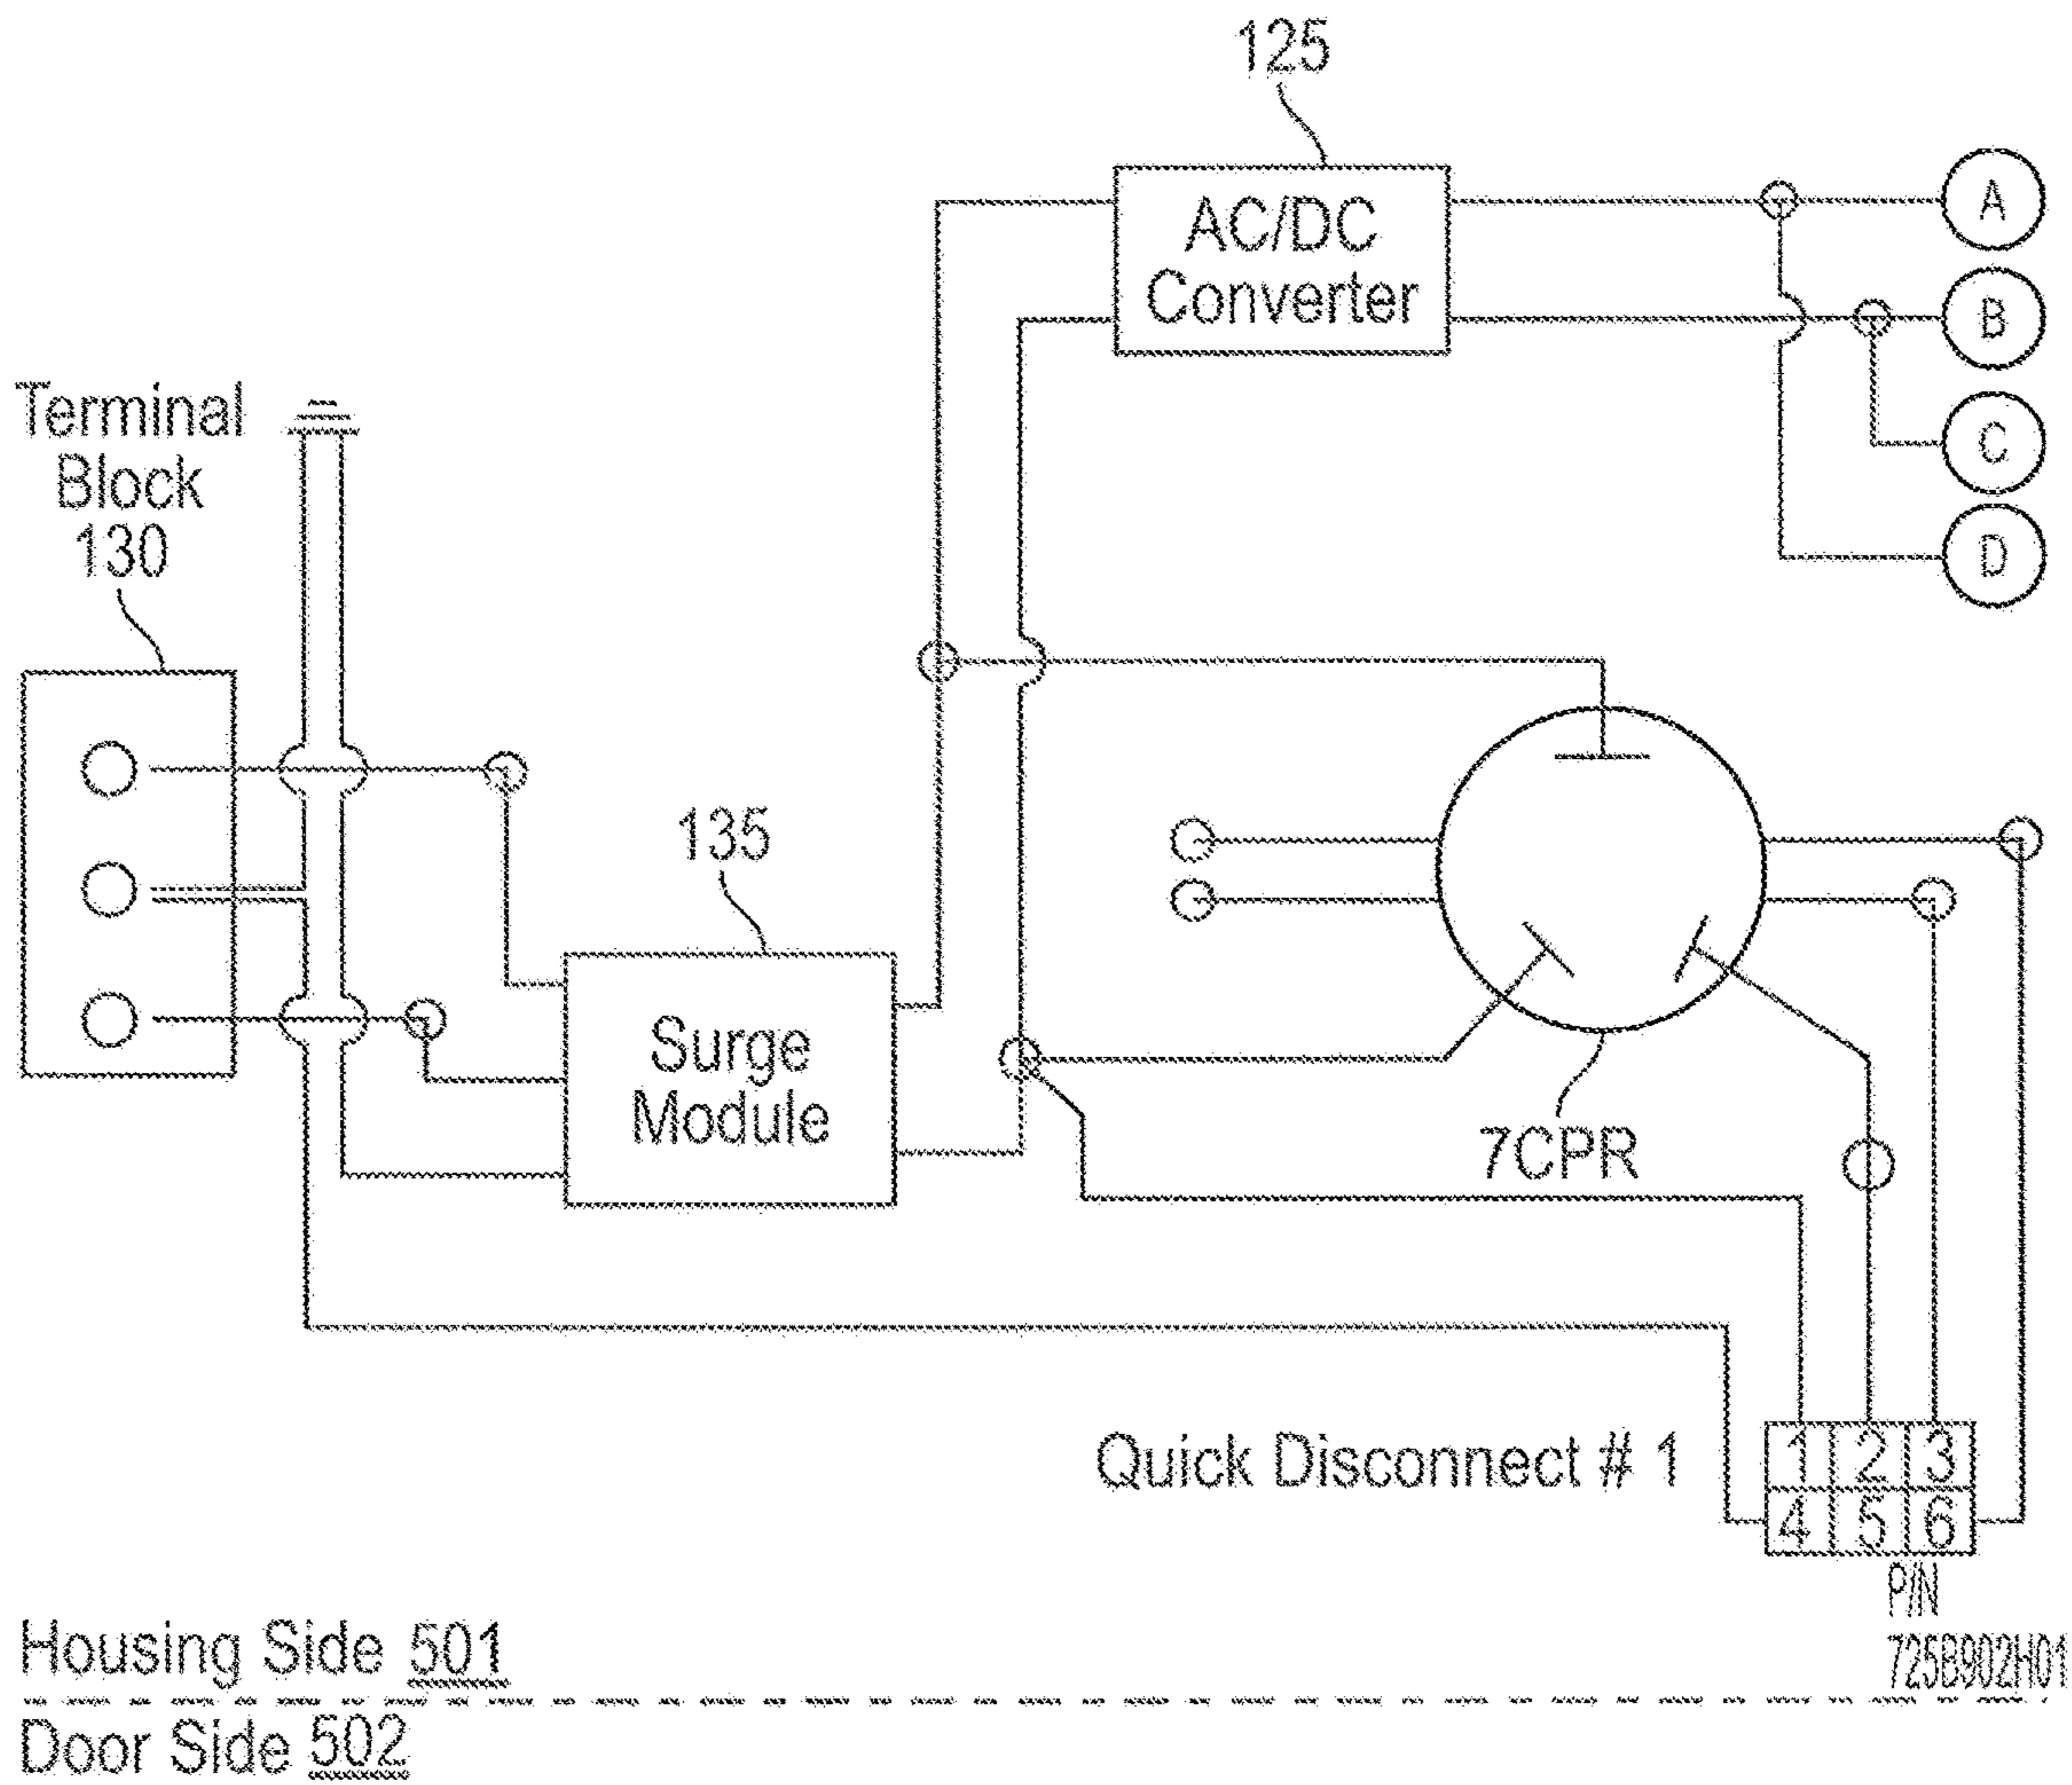 125
AC/DC
Converter
A
B
C
D
Terminal
Block
130
135
Surge
Module
7CPR
Quick Disconnect # 1
1 2 3
4 5 6
P/N
725B902H01
Housing Side 501
Door Side 502